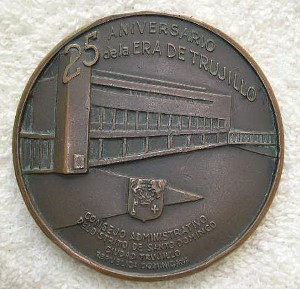 25 ANIVERSARIO
de la ERA DE TRUJILLO
CONSEJO ADMINISTRATIVO
DEL DISTRITO DE SANTO DOMINGO
CIUDAD TRUJILLO
REPUBLICA DOMINICANA